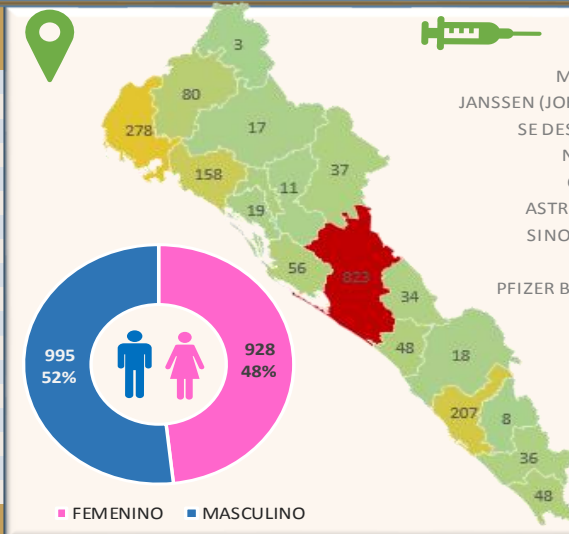 3
80
278
17
158
37
11
19
56
823
34
48
18
207
8
36
48
995
52%
928
48%
FEMENINO MASCULINO
M
JANSSEN (JO
SE DES
N
ASTR
SINO
PFIZER B